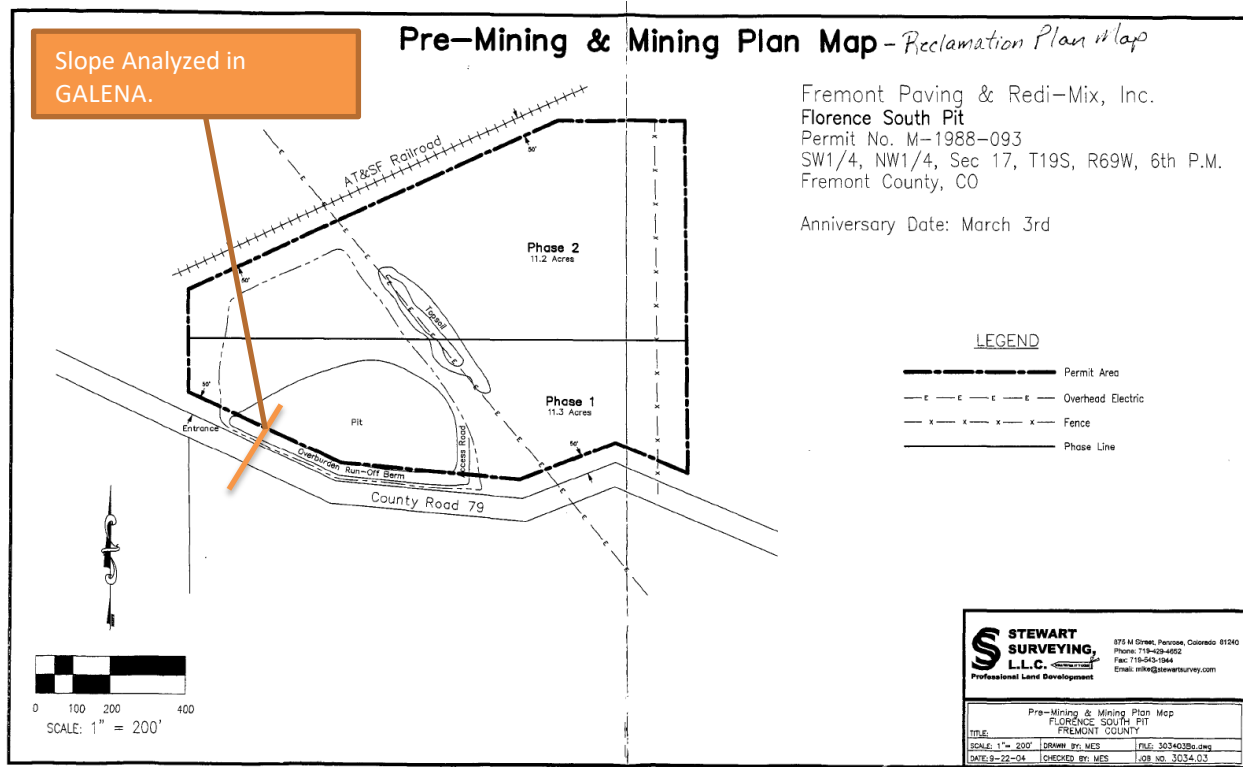 Slope Analyzed in
GALENA.
Pre-Mining & Mining Plan Map - Reclamation Plan Map
Fremont Paving & Redi-Mix, Inc.
Florence South Pit
Permit No. M-1988-093
SW1/4, NW1/4, Sec 17, T19S, R69W, 6th P.M.
Fremont County, CO
Anniversary Date: March 3rd
AT&SF Railroad
50'
50'
Phase 2
11.2 Acres
Topsoil
LEGEND
Permit Area
E E E E Overhead Electric
x x x x Fence
Phase Line
50'
Phase 1
11.3 Acres
Pit
Entrance
Access Road
50'
Overburden Run-Off Berm
County Road 79
0 100 200 400
SCALE: 1" = 200'
STEWART
SURVEYING,
L.L.C.
Professional Land Development
875 M Street, Penrose, Colorado 81240
Phone: 719-429-4652
Fax: 719-543-1944
Email: mike@stewartsurvey.com
Pre-Mining & Mining Plan Map
FLORENCE SOUTH PIT
TITLE: FREMONT COUNTY
SCALE: 1"= 200' DRAWN BY: MES FILE: 303403Ba.dwg
DATE: 9-22-04 CHECKED BY: MES JOB NO. 3034.03